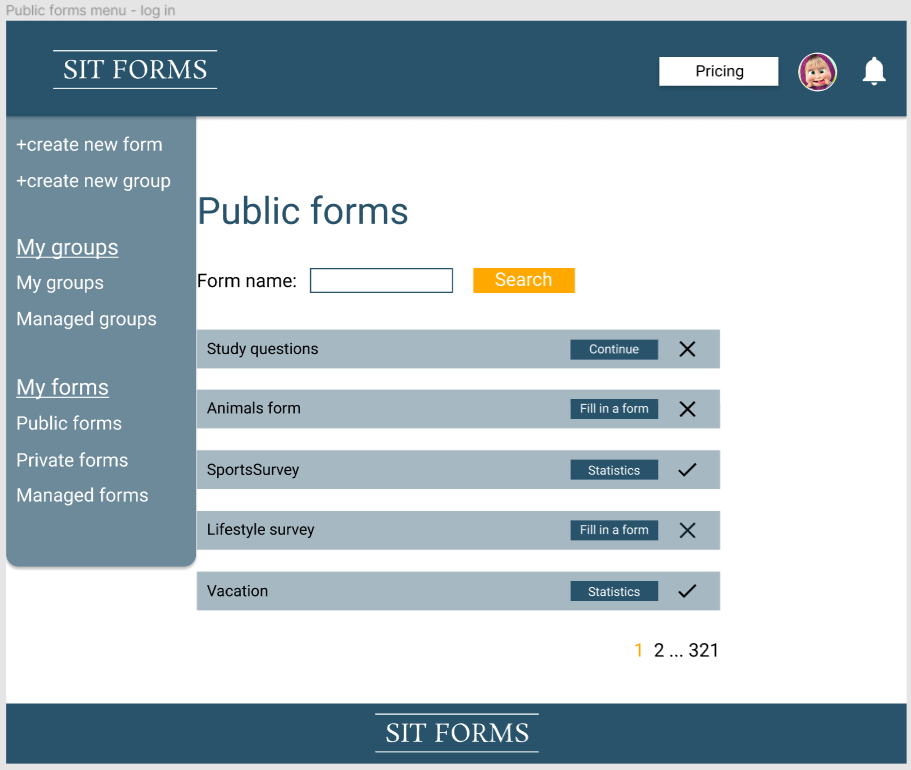 Public forms menu - log in
SIT FORMS
Pricing
+create new form
+create new group
My groups
My groups
Managed groups
My forms
Public forms
Private forms
Managed forms
Public forms
Form name:
Search
Study questions Continue
Animals form Fill in a form
SportsSurvey Statistics
Lifestyle survey Fill in a form
Vacation Statistics
1 2 ... 321
SIT FORMS